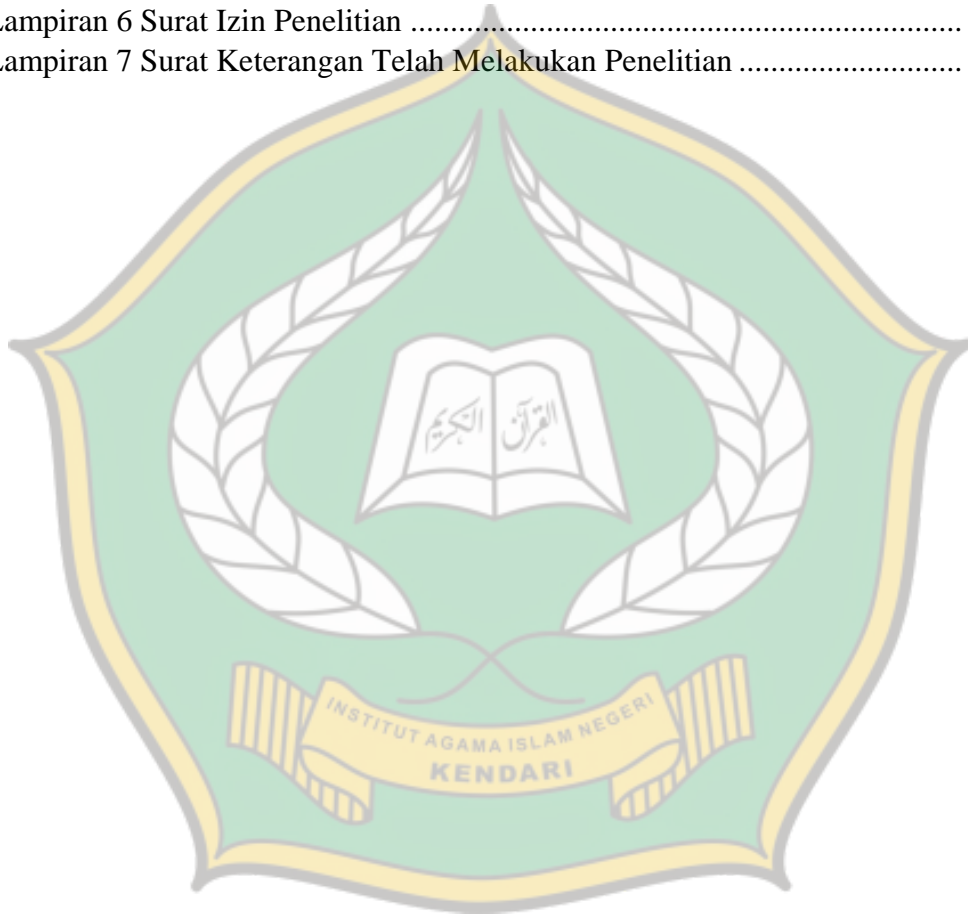 Lampiran 6 Surat Izin Penelitian ....................................................................
Lampiran 7 Surat Keterangan Telah Melakukan Penelitian ...........................
القرآن الكريم
INSTITUT AGAMA ISLAM NEGERI
KENDARI